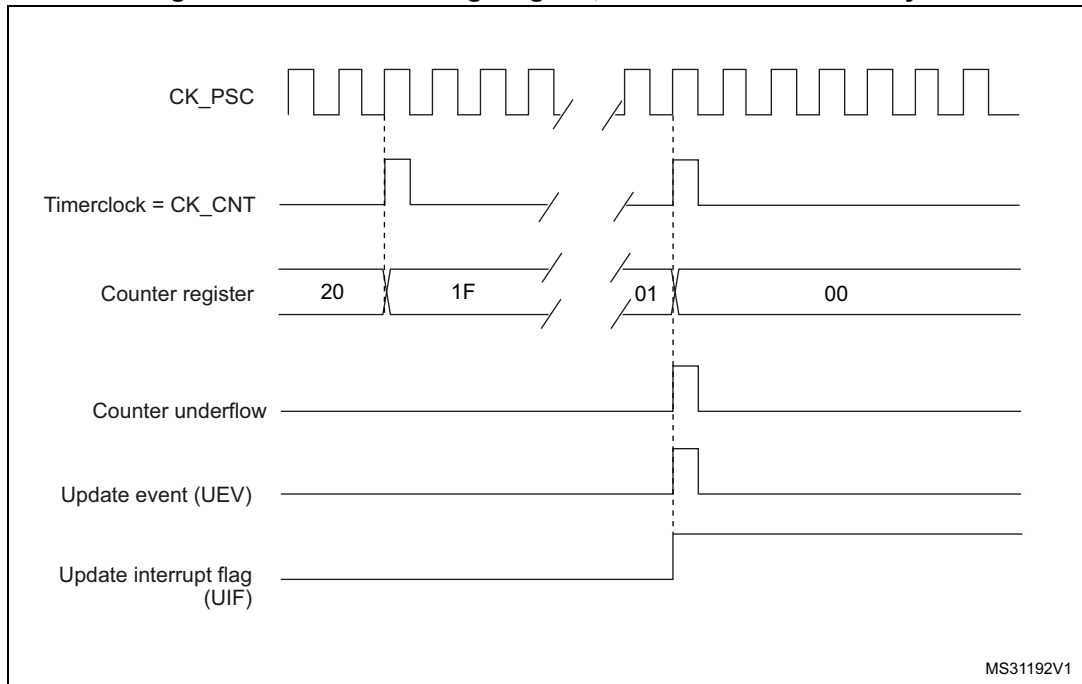 CK_PSC
Timerclock = CK_CNT
Counter register
20
1F
01
00
Counter underflow
Update event (UEV)
Update interrupt flag
(UIF)
MS31192V1